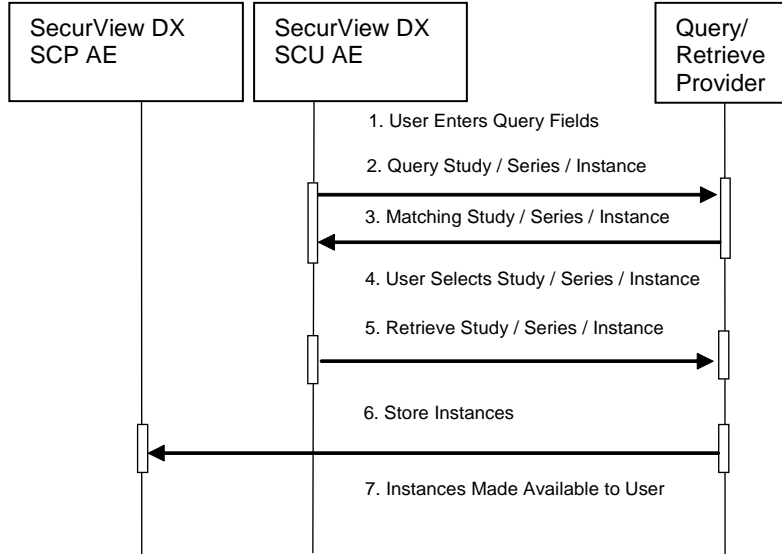 SecurView DX
SCP AE
SecurView DX
SCU AE
Query/
Retrieve
Provider
1. User Enters Query Fields
2. Query Study / Series / Instance
3. Matching Study / Series / Instance
4. User Selects Study / Series / Instance
5. Retrieve Study / Series / Instance
6. Store Instances
7. Instances Made Available to User